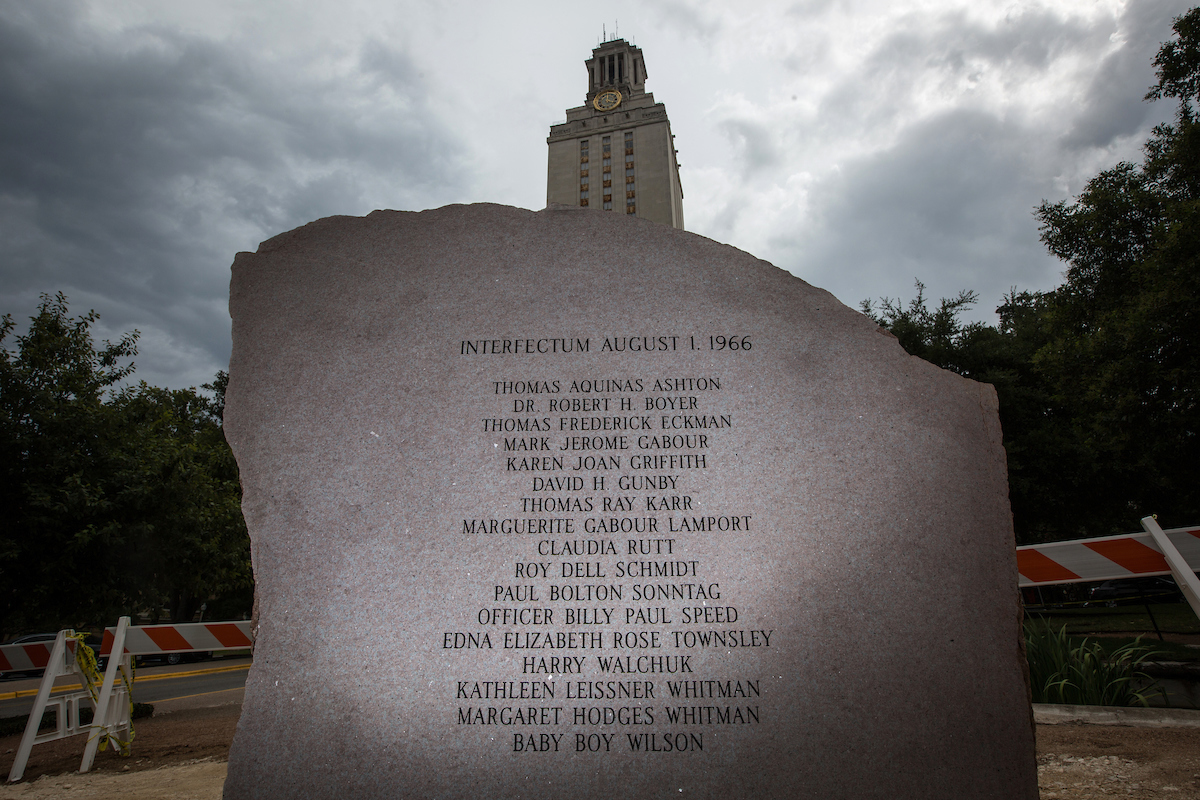 INTERFECTUM AUGUST 1. 1966
THOMAS AQUINAS ASHTON
DR. ROBERT H. BOYER
THOMAS FREDERICK ECKMAN
MARK JEROME GABOUR
KAREN JOAN GRIFFITH
DAVID H. GUNBY
THOMAS RAY KARR
MARGUERITE GABOUR LAMPORT
CLAUDIA RUTT
ROY DELL SCHMIDT
PAUL BOLTON SONNTAG
OFFICER BILLY PAUL SPEED
EDNA ELIZABETH ROSE TOWNSLEY
HARRY WALCHUK
KATHLEEN LEISSNER WHITMAN
MARGARET HODGES WHITMAN
BABY BOY WILSON